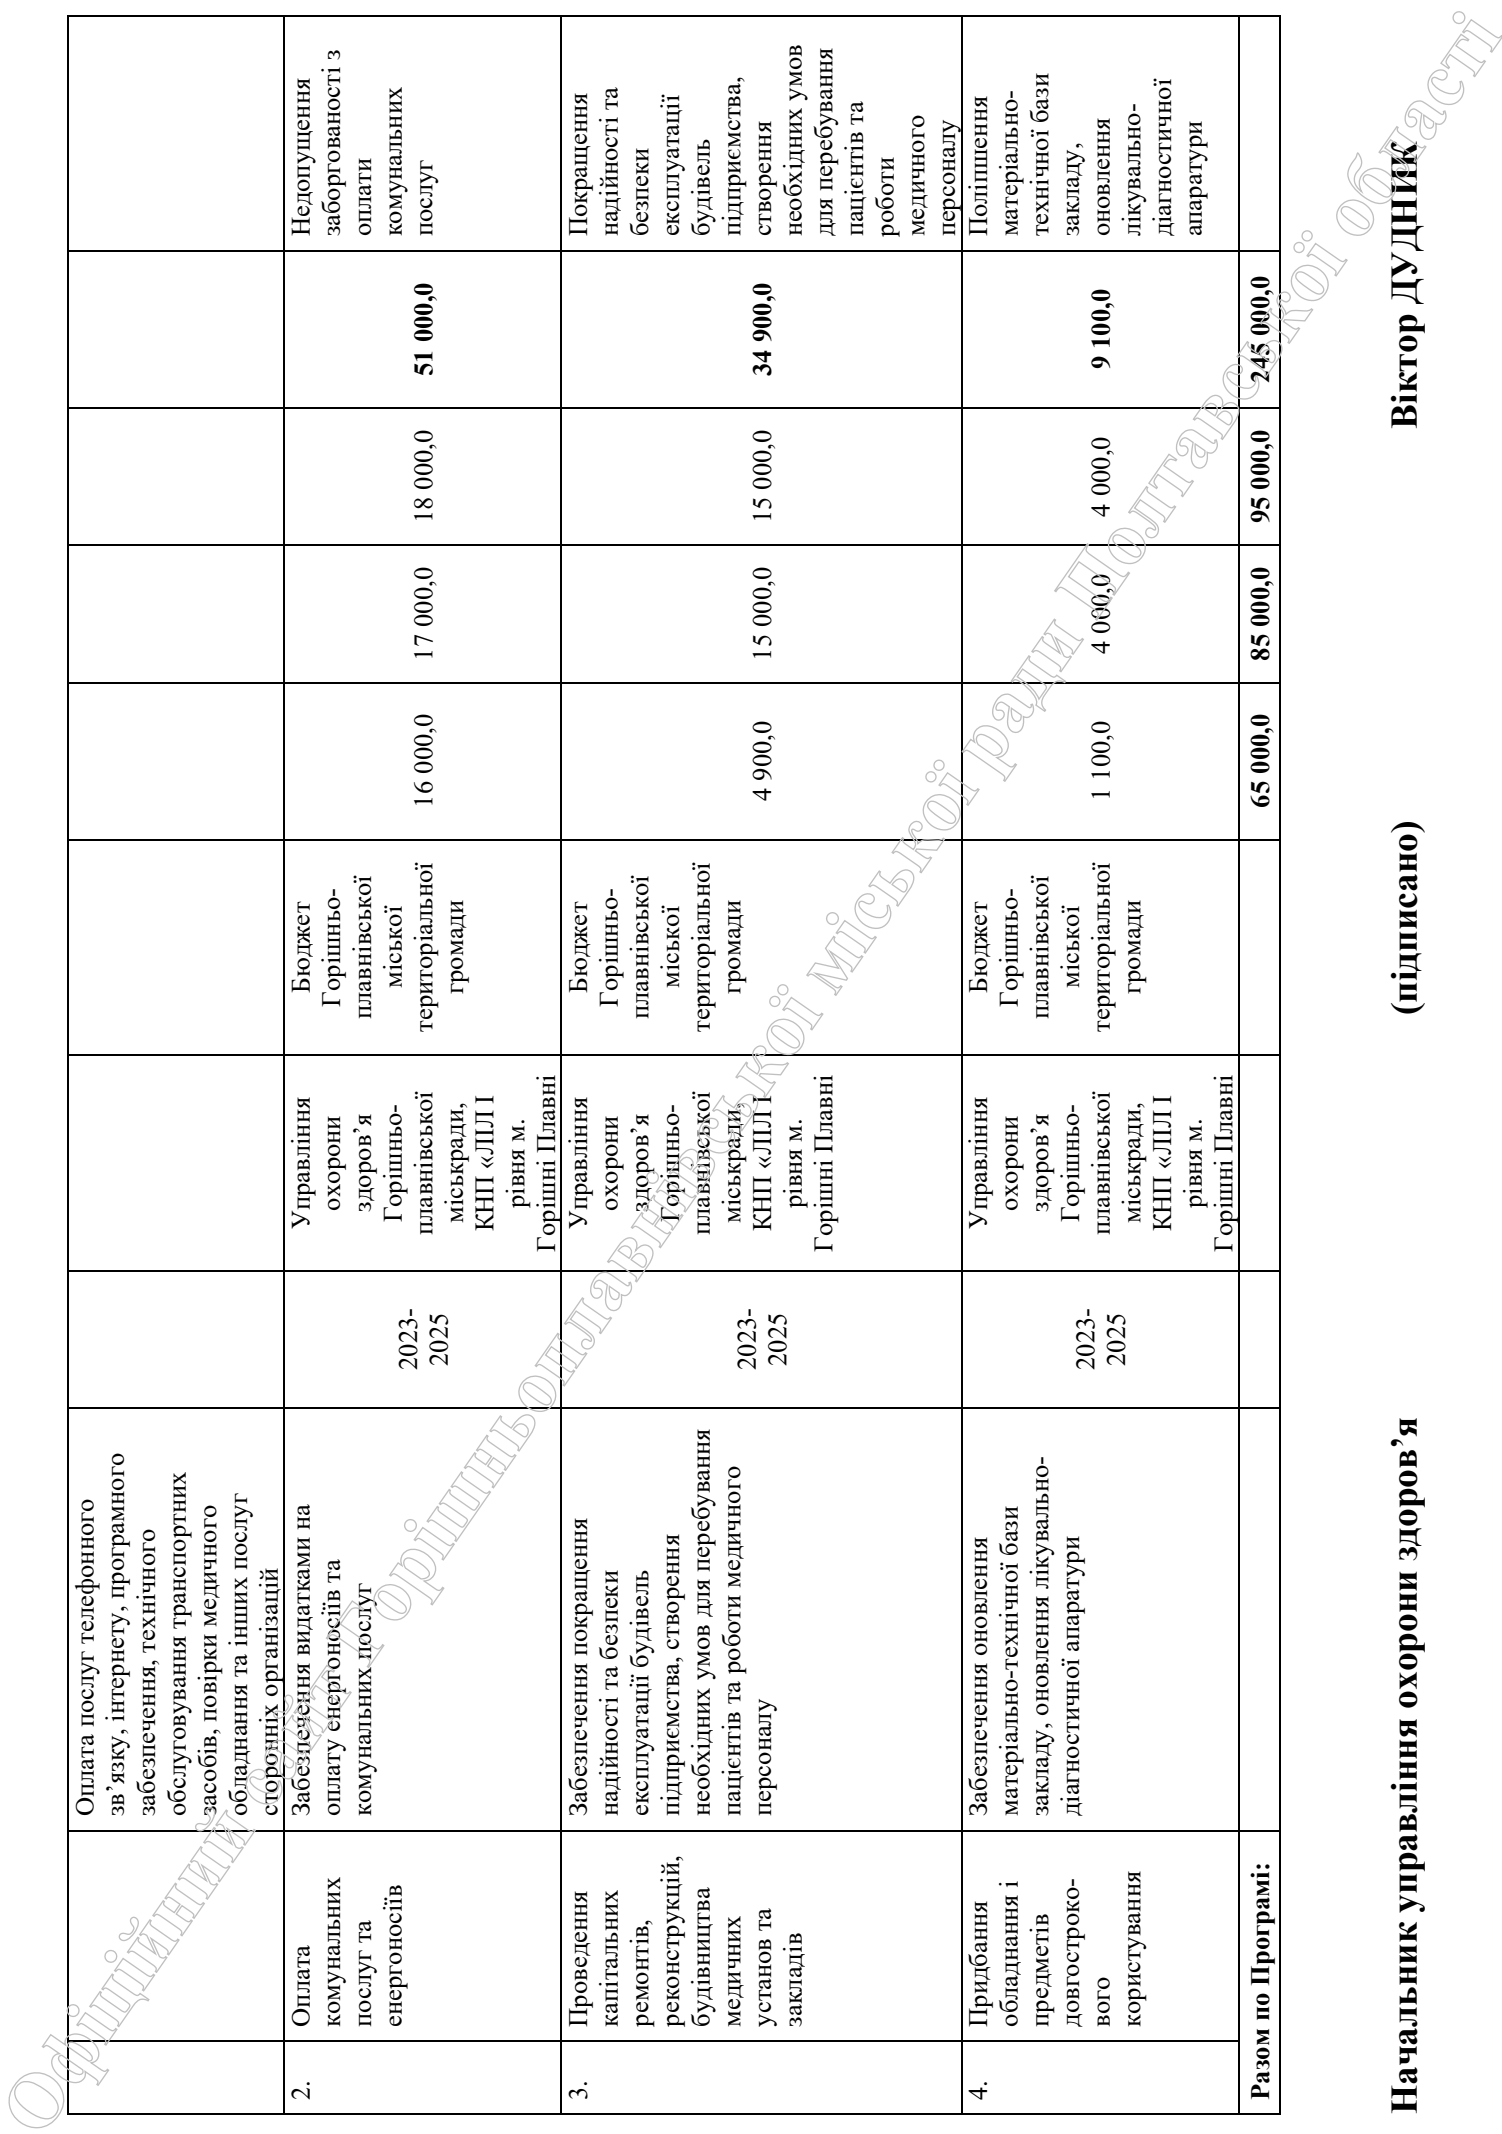 Оплата послуг телефонного
зв’язку, інтернету, програмного
забезпечення, технічного
обслуговування транспортних
засобів, повірки медичного
обладнання та інших послуг
сторонніх організацій
2.
Оплата
комунальних
послуг та
енергоносіїв
Забезпечення видатками на
оплату енергоносіїв та
комунальних послуг
2023-
2025
Управління
охорони
здоров’я
Горішньо-
плавнівської
міськради,
КНП «ЛІЛ І
рівня м.
Горішні Плавні
Бюджет
Горішньо-
плавнівської
міської
територіальної
громади
16 000,0
17 000,0
18 000,0
51 000,0
Недопущення
заборгованості з
оплати
комунальних
послуг
3.
Проведення
капітальних
ремонтів,
реконструкцій,
будівництва
медичних
установ та
закладів
Забезпечення покращення
надійності та безпеки
експлуатації будівель
підприємства, створення
необхідних умов для перебування
пацієнтів та роботи медичного
персоналу
2023-
2025
Управління
охорони
здоров’я
Горішньо-
плавнівської
міськради,
КНП «ЛІЛ І
рівня м.
Горішні Плавні
Бюджет
Горішньо-
плавнівської
міської
територіальної
громади
4 900,0
15 000,0
15 000,0
34 900,0
Покращення
надійності та
безпеки
експлуатації
будівель
підприємства,
створення
необхідних умов
для перебування
пацієнтів та
роботи
медичного
персоналу
4.
Придбання
обладнання і
предметів
довгостроко-
вого
користування
Забезпечення оновлення
матеріально-технічної бази
закладу, оновлення лікувально-
діагностичної апаратури
2023-
2025
Управління
охорони
здоров’я
Горішньо-
плавнівської
міськради,
КНП «ЛІЛ І
рівня м.
Горішні Плавні
Бюджет
Горішньо-
плавнівської
міської
територіальної
громади
1 100,0
4 000,0
4 000,0
9 100,0
Поліпшення
матеріально-
технічної бази
закладу,
оновлення
лікувально-
діагностичної
апаратури
Разом по Програмі:
65 000,0
85 000,0
95 000,0
245 000,0
Начальник управління охорони здоров’я
(підписано)
Віктор ДУДНИК
Офіційний сайт Горішньоплавнівської міської ради Полтавської області